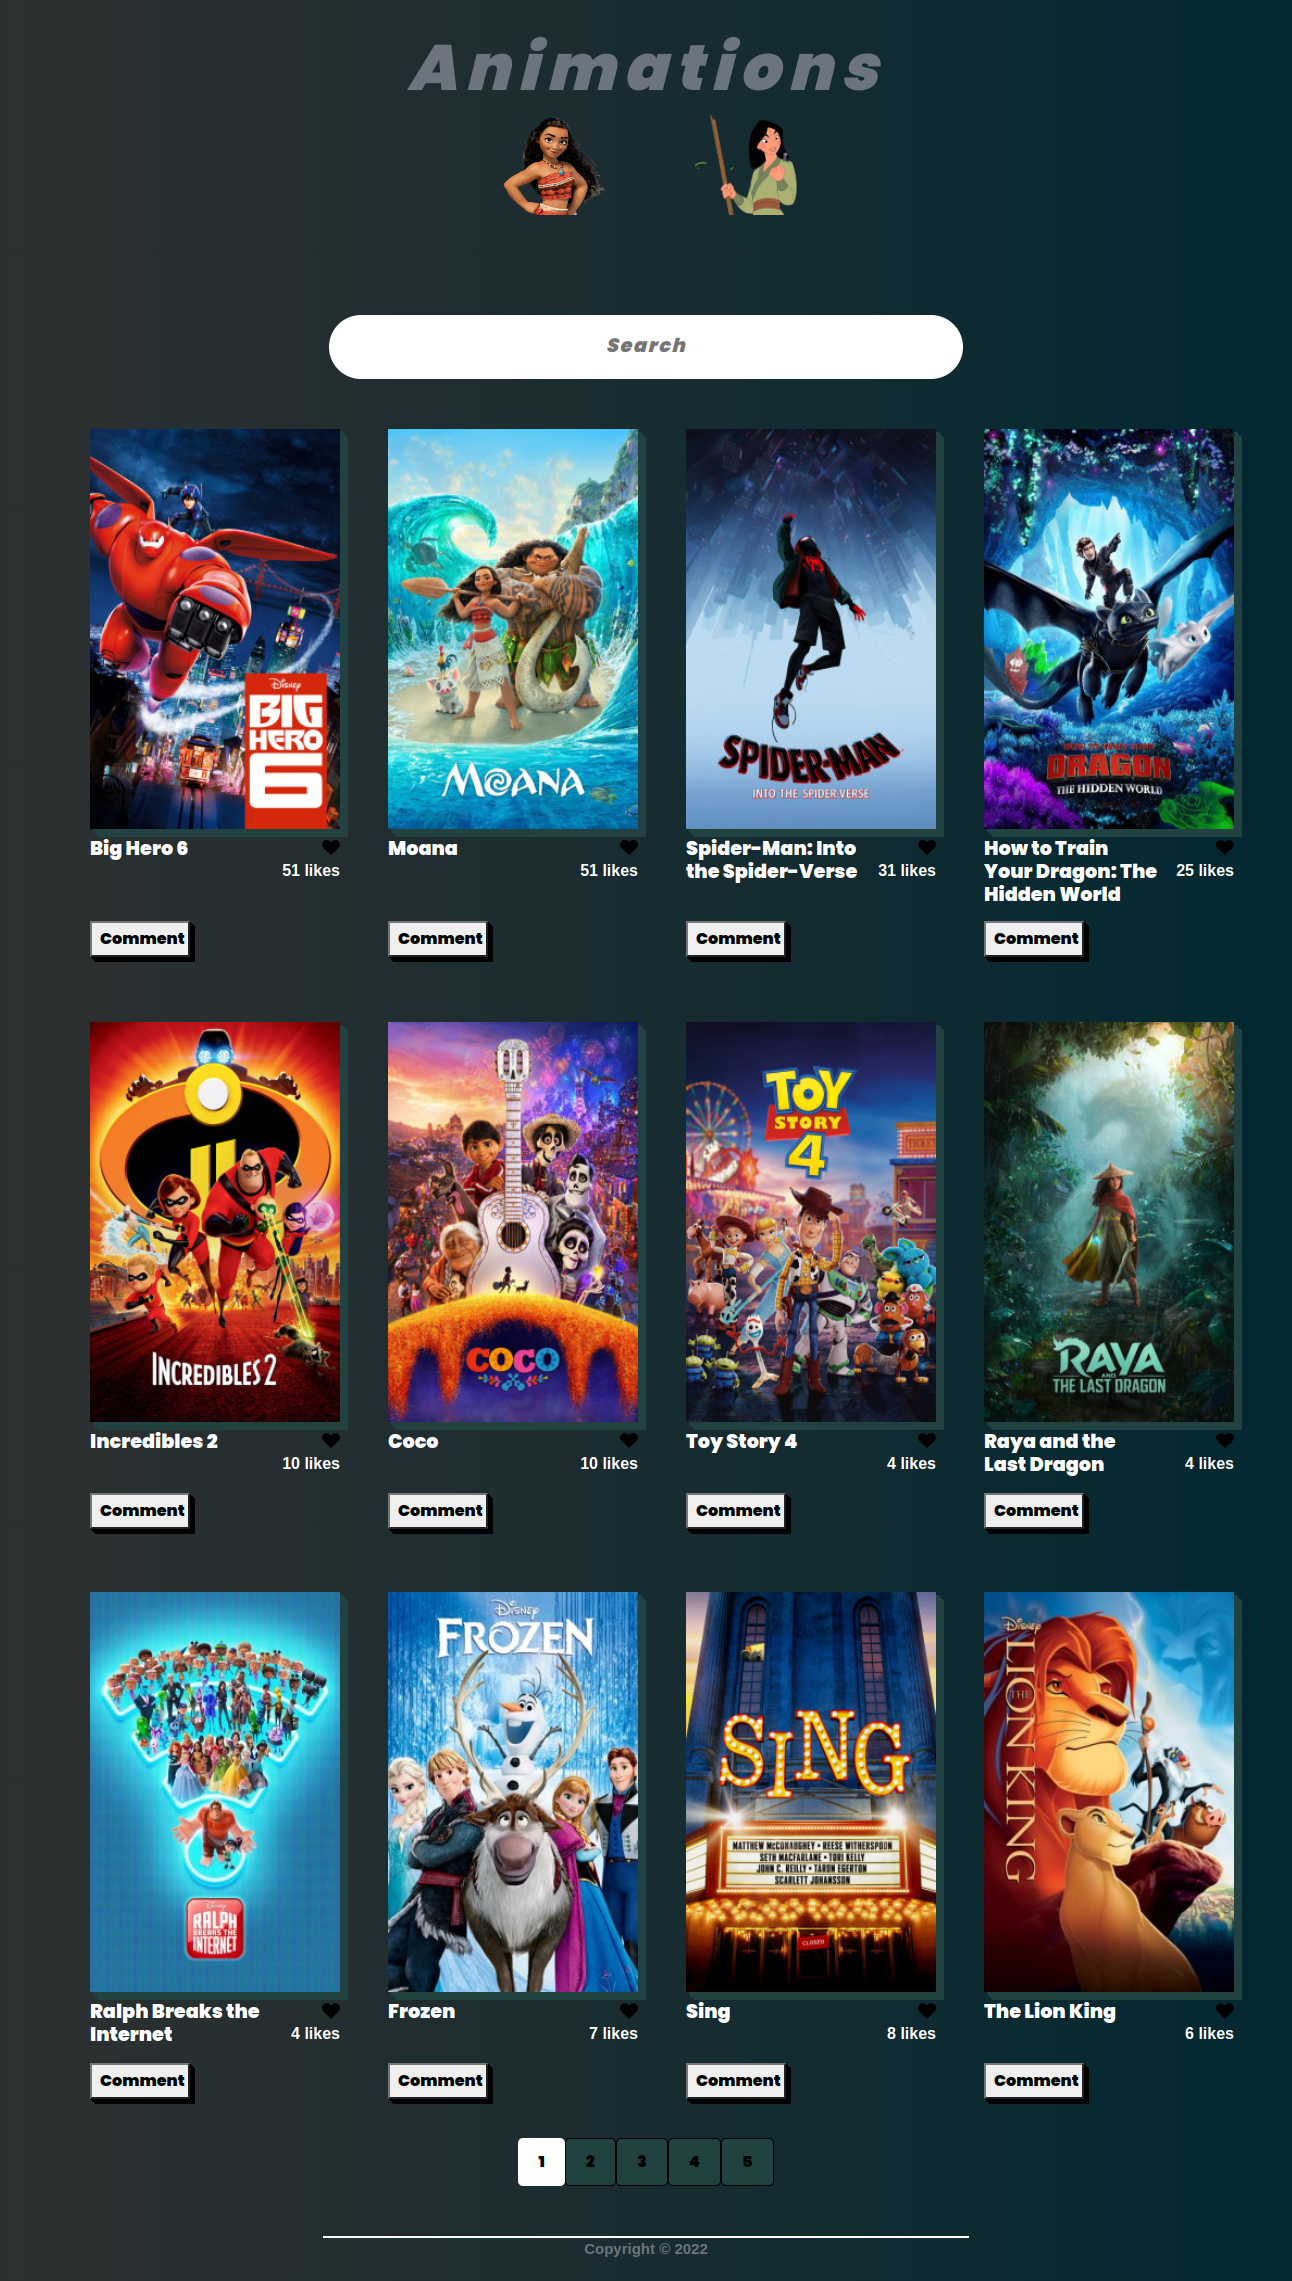 Animations
Search
Disney
BIG
HERO
6
MOANA
SPIDER-MAN
INTO THE SPIDER-VERSE
HOW TO TRAIN YOUR
DRAGON
THE HIDDEN WORLD
Big Hero 6
51 likes
Comment
Moana
51 likes
Comment
Spider-Man: Into
the Spider-Verse
31 likes
Comment
How to Train
Your Dragon: The
Hidden World
25 likes
Comment
INCREDIBLES 2
COCO
TOY
STORY
4
RAYA
AND
THE LAST DRAGON
Incredibles 2
10 likes
Comment
Coco
10 likes
Comment
Toy Story 4
4 likes
Comment
Raya and the
Last Dragon
4 likes
Comment
Disney
RALPH
BREAKS THE
INTERNET
Disney
FROZEN
SING
MATTHEW McCONAUGHEY • REESE WITHERSPOON
SETH MACFARLANE • TORI KELLY
JOHN C. REILLY • TARON EGERTON
SCARLETT JOHANSSON
CLOSED
Disney
THE
LION KING
Ralph Breaks the
Internet
4 likes
Comment
Frozen
7 likes
Comment
Sing
8 likes
Comment
The Lion King
6 likes
Comment
1 2 3 4 5
Copyright © 2022